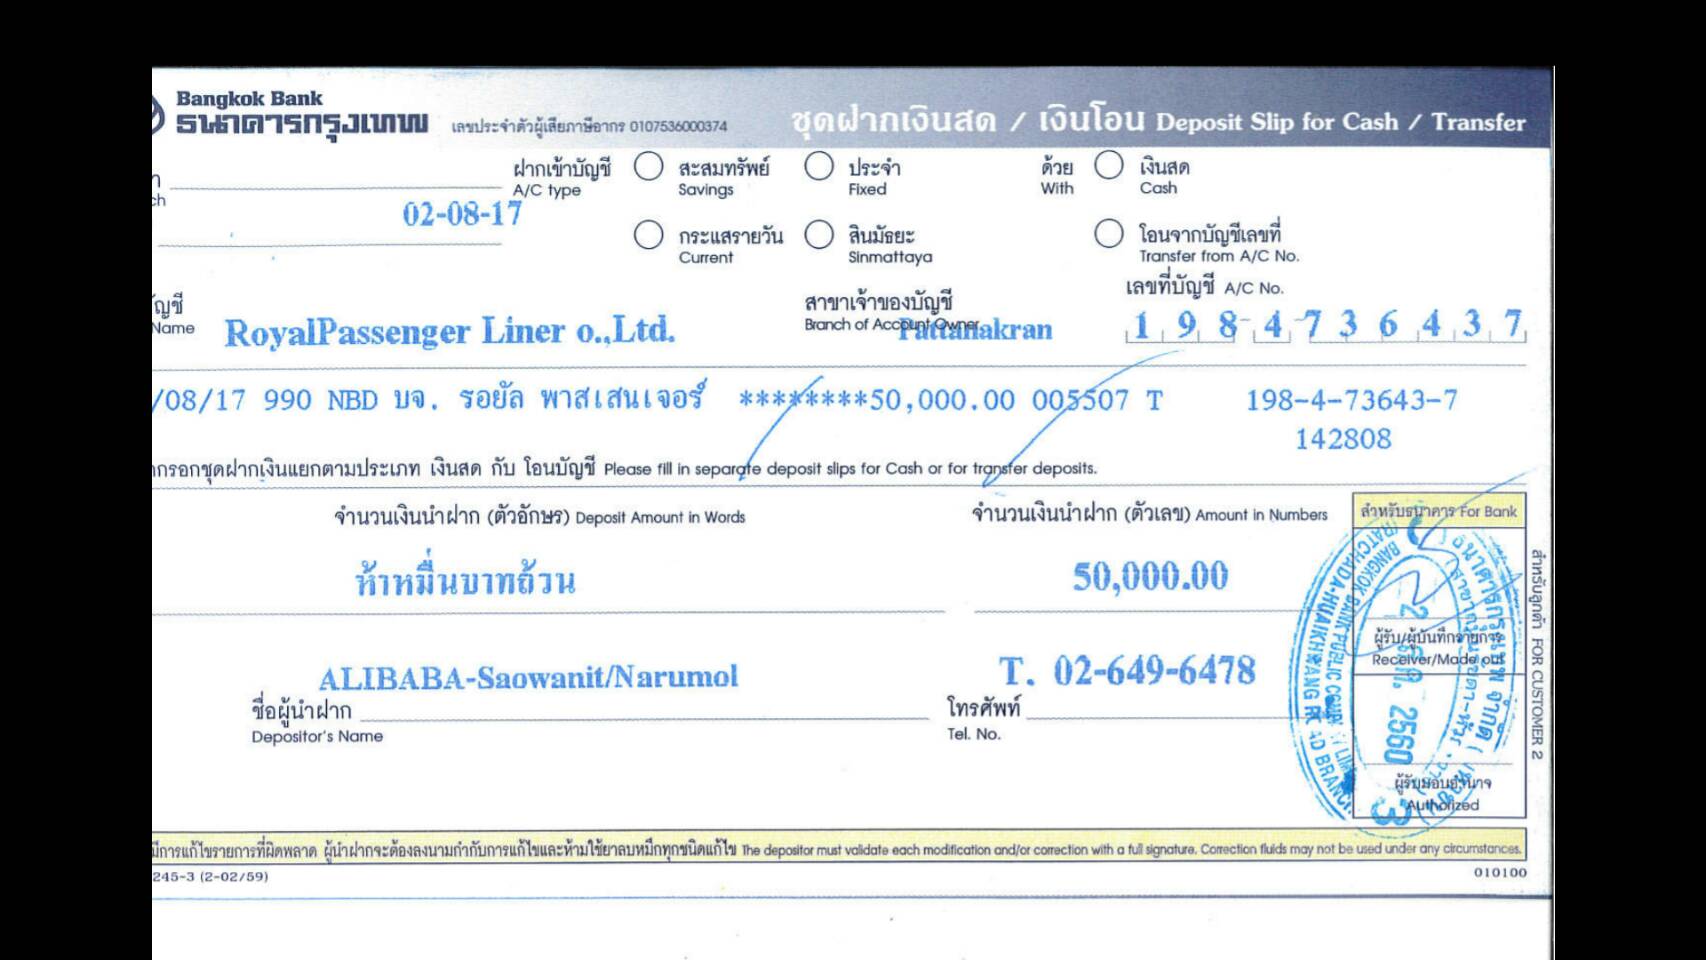 Bangkok Bank
ธนาคารกรุงเทพ
เลขประจำตัวผู้เสียภาษีอากร 0107536000374
ชุดฝากเงินสด / เงินโอน Deposit Slip for Cash / Transfer
ฝากเข้าบัญชี สะสมทรัพย์ ประจำ ด้วย เงินสด
A/C type Savings Fixed With Cash
02-08-17
กระแสรายวัน สินมัธยะ โอนจากบัญชีเลขที่
Current Sinmattaya Transfer from A/C No.
เลขที่บัญชี A/C No.
ญชี สาขาเจ้าของบัญชี
Name Branch of Account Owner
RoyalPassenger Liner o.,Ltd. Pattanakran 198-4-736437
/08/17 990 NBD บจ. รอยัล พาสเสนเจอร์ ********50,000.00 005507 T 198-4-73643-7
142808
กรอกชุดฝากเงินแยกตามประเภท เงินสด กับ โอนบัญชี Please fill in separate deposit slips for Cash or for transfer deposits.
จำนวนเงินนำฝาก (ตัวอักษร) Deposit Amount in Words จำนวนเงินนำฝาก (ตัวเลข) Amount in Numbers สำหรับธนาคาร For Bank
ห้าหมื่นบาทถ้วน 50,000.00
ผู้รับ/ผู้บันทึกรายการ
Receiver/Made out
ALIBABA-Saowanit/Narumol T. 02-649-6478
ชื่อผู้นำฝาก โทรศัพท์
Depositor's Name Tel. No.
ผู้รับมอบอำนาจ
Authorized
สำหรับลูกค้า FOR CUSTOMER 2
ธนาคารกรุงเทพ จำกัด
BANGKOK BANK PUBLIC
RATCHADA-HUAIKHWANG
BRANCH
2560
มีการแก้ไขรายการที่ผิดพลาด ผู้นำฝากจะต้องลงนามกำกับการแก้ไขและห้ามใช้ยาลบหมึกทุกชนิดแก้ไข The depositor must validate each modification and/or correction with a full signature. Correction fluids may not be used under any circumstances.
245-3 (2-02/59) 010100